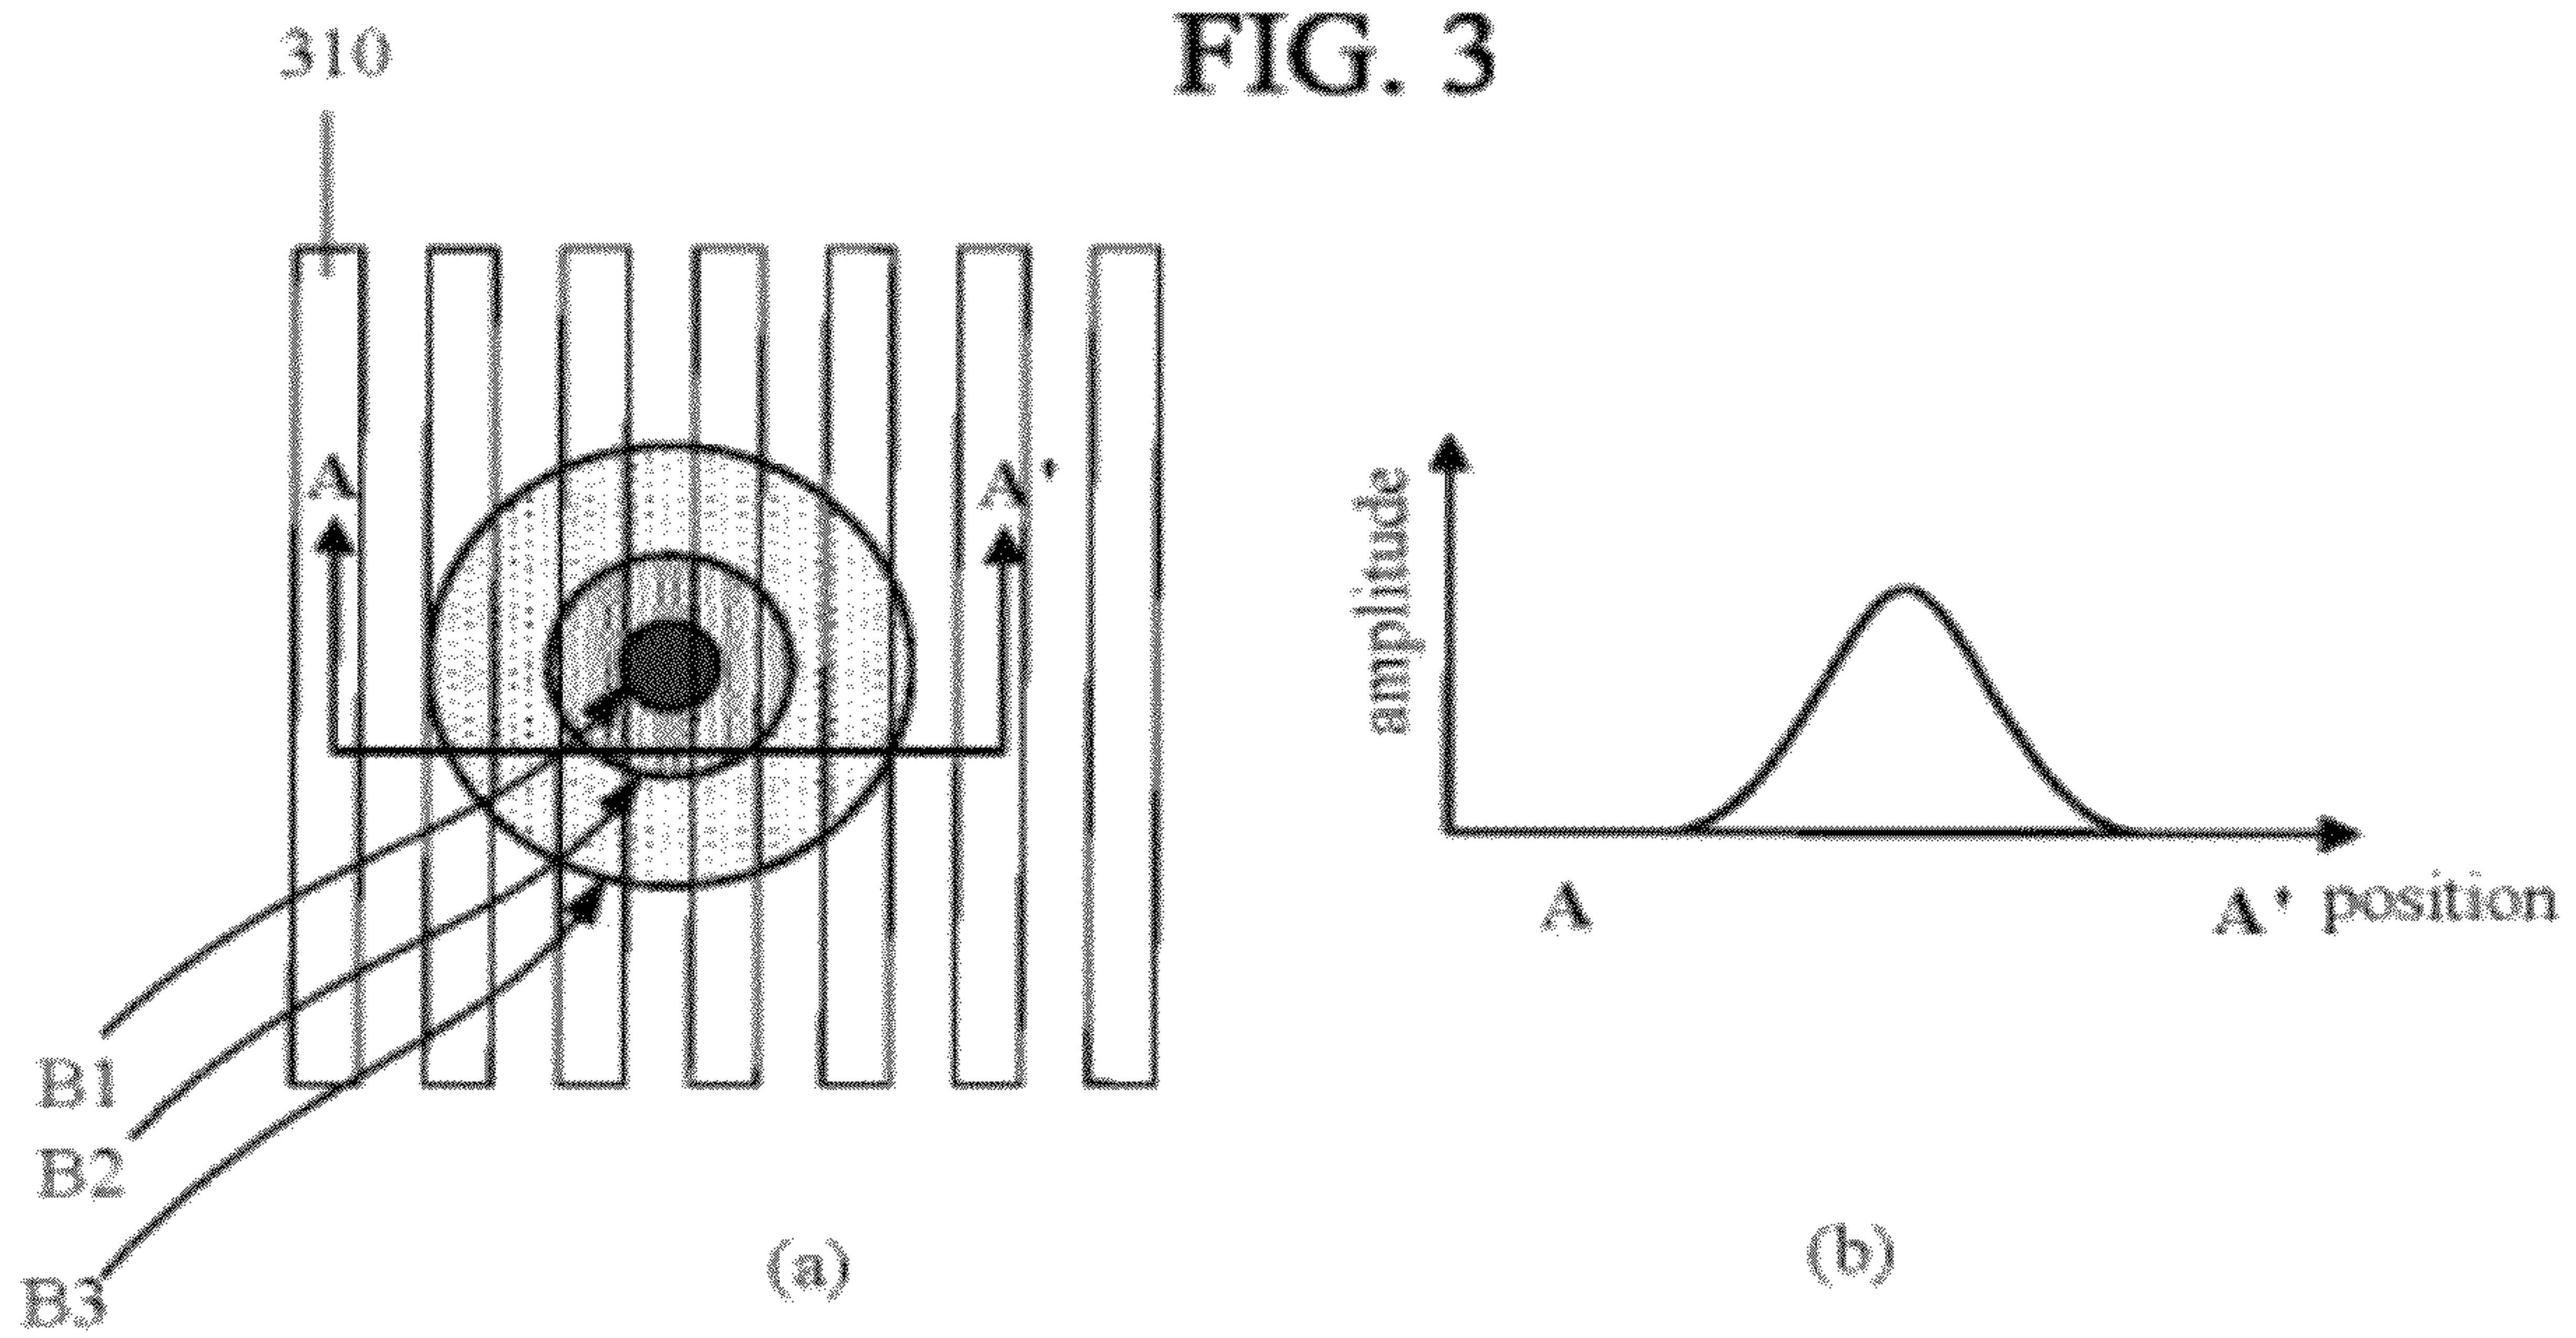 FIG. 3
310
A
A'
B1
B2
B3
(a)
amplitude
A
A' position
(b)